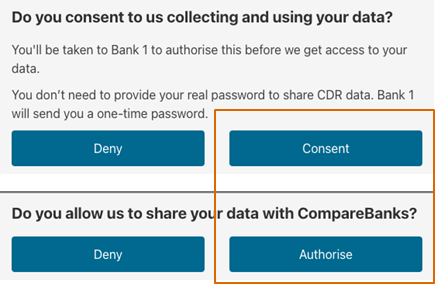 Do you consent to us collecting and using your data?
You'll be taken to Bank 1 to authorise this before we get access to your
data.
You don't need to provide your real password to share CDR data. Bank 1
will send you a one-time password.
Deny Consent
Do you allow us to share your data with CompareBanks?
Deny Authorise